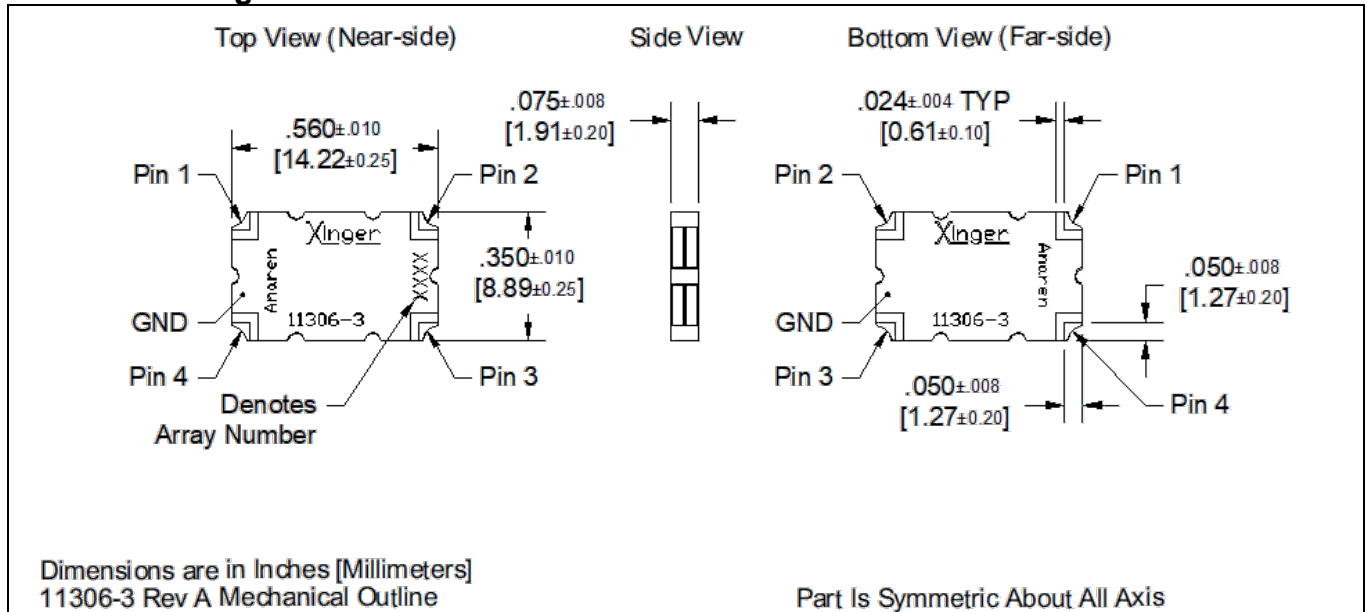 Top View (Near-side)
Side View
Bottom View (Far-side)
.560±.010
[14.22±0.25]
.075±.008
[1.91±0.20]
.024±.004 TYP
[0.61±0.10]
Pin 1
Pin 2
Pin 2
Pin 1
Xinger
Anaren
XXXX
11306-3
.350±.010
[8.89±0.25]
Xinger
Anaren
11306-3
.050±.008
[1.27±0.20]
GND
GND
Pin 4
Pin 3
Pin 3
Pin 4
Denotes
Array Number
.050±.008
[1.27±0.20]
Dimensions are in Inches [Millimeters]
11306-3 Rev A Mechanical Outline
Part Is Symmetric About All Axis